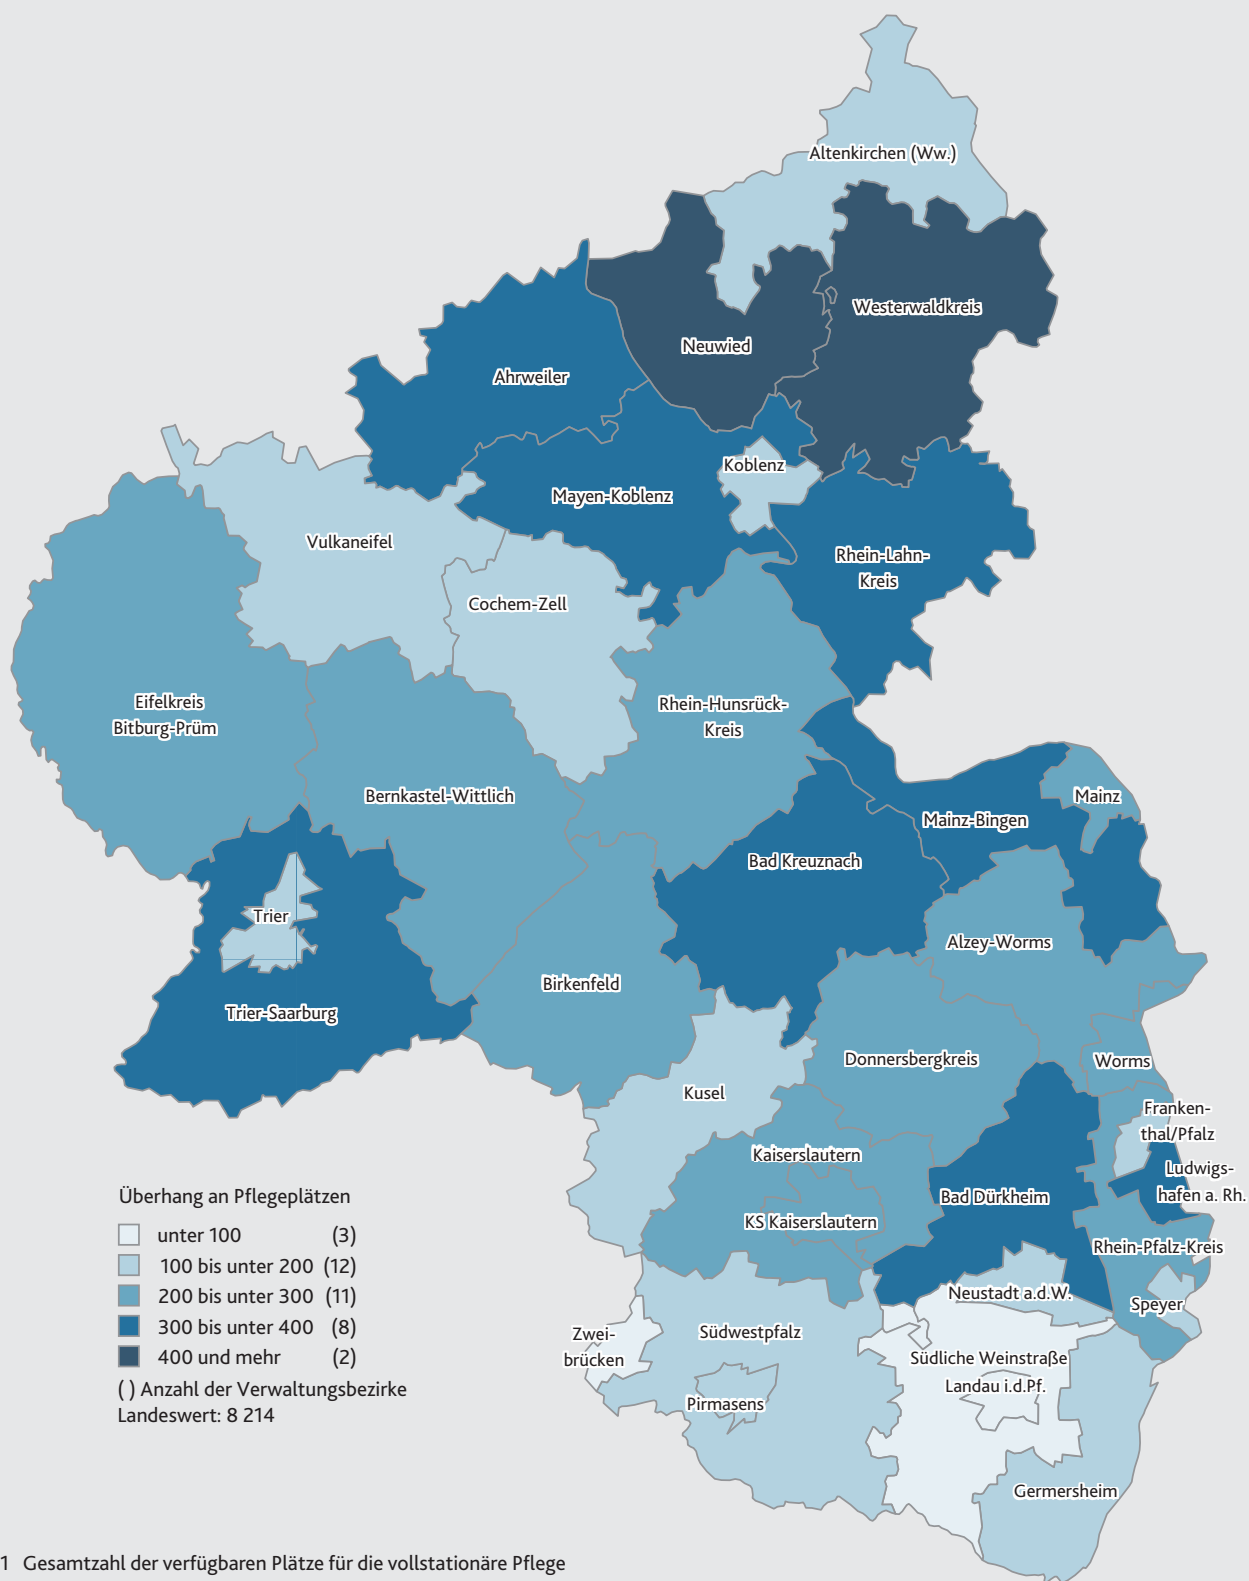 Altenkirchen (Ww.)
Westerwaldkreis
Neuwied
Ahrweiler
Koblenz
Mayen-Koblenz
Vulkaneifel
Rhein-Lahn-
Kreis
Cochem-Zell
Eifelkreis
Bitburg-Prüm
Rhein-Hunsrück-
Kreis
Bernkastel-Wittlich
Mainz
Mainz-Bingen
Bad Kreuznach
Trier
Alzey-Worms
Birkenfeld
Trier-Saarburg
Donnersbergkreis
Worms
Kusel
Franken-
thal/Pfalz
Kaiserslautern
Ludwigs-
hafen a. Rh.
Bad Dürkheim
KS Kaiserslautern
Rhein-Pfalz-Kreis
Neustadt a.d.W.
Speyer
Zwei-
brücken
Südwestpfalz
Südliche Weinstraße
Landau i.d.Pf.
Pirmasens
Germersheim
Überhang an Pflegeplätzen
unter 100 (3)
100 bis unter 200 (12)
200 bis unter 300 (11)
300 bis unter 400 (8)
400 und mehr (2)
( ) Anzahl der Verwaltungsbezirke
Landeswert: 8 214
1 Gesamtzahl der verfügbaren Plätze für die vollstationäre Pflege